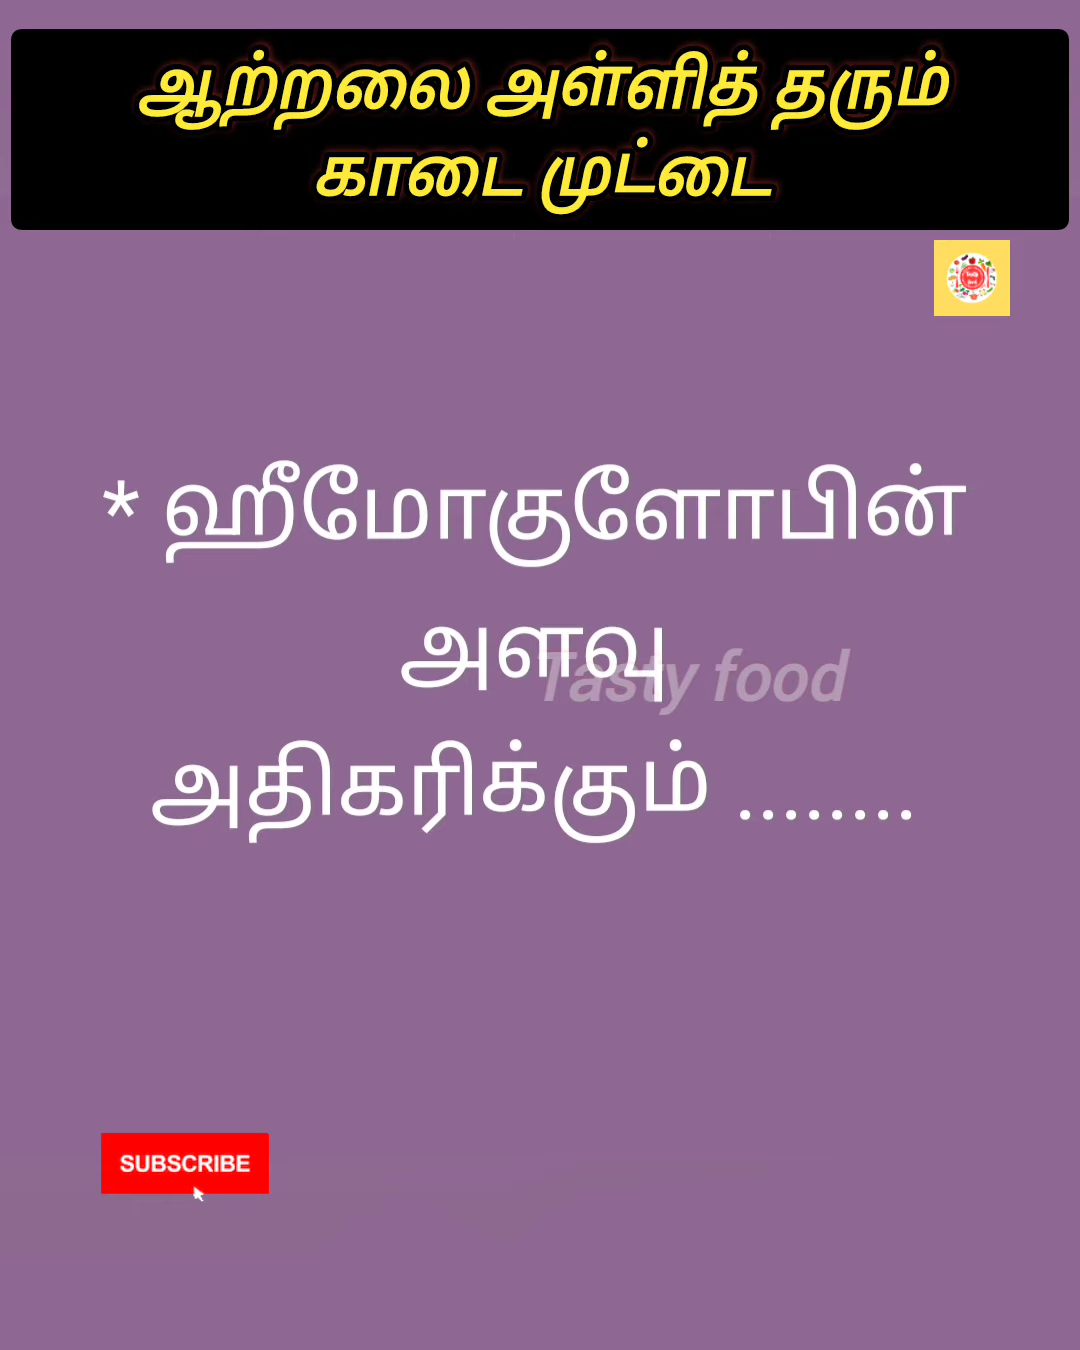 ஆற்றலை அள்ளித் தரும்
காடை முட்டை
* ஹீமோகுளோபின்
அளவு
Tasty food
அதிகரிக்கும் ........
SUBSCRIBE